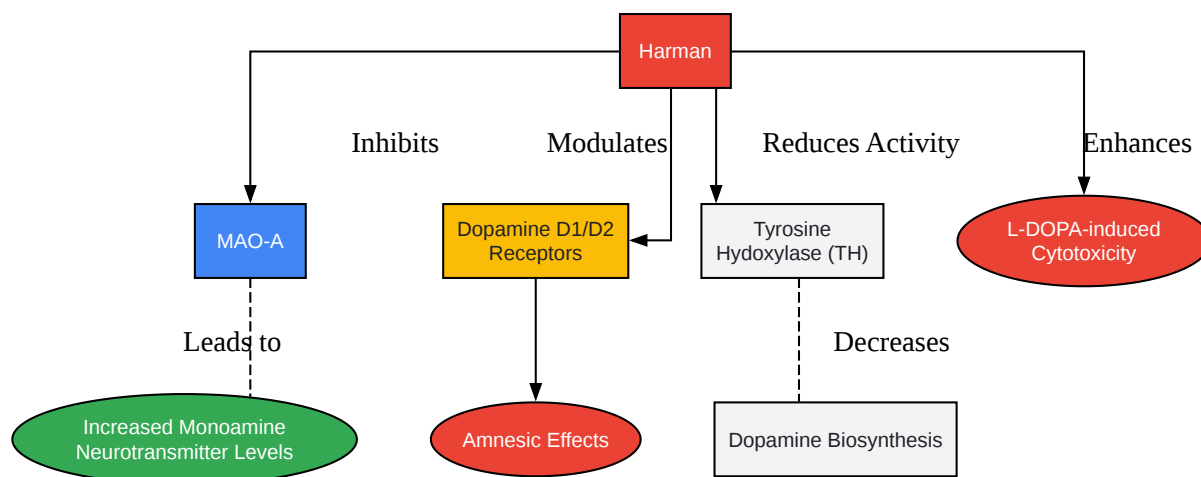 Harman
Inhibits
Modulates
Reduces Activity
Enhances
MAO-A
Dopamine D1/D2
Receptors
Tyrosine
Hydoxylase (TH)
L-DOPA-induced
Cytotoxicity
Leads to
Decreases
Increased Monoamine
Neurotransmitter Levels
Amnesic Effects
Dopamine Biosynthesis